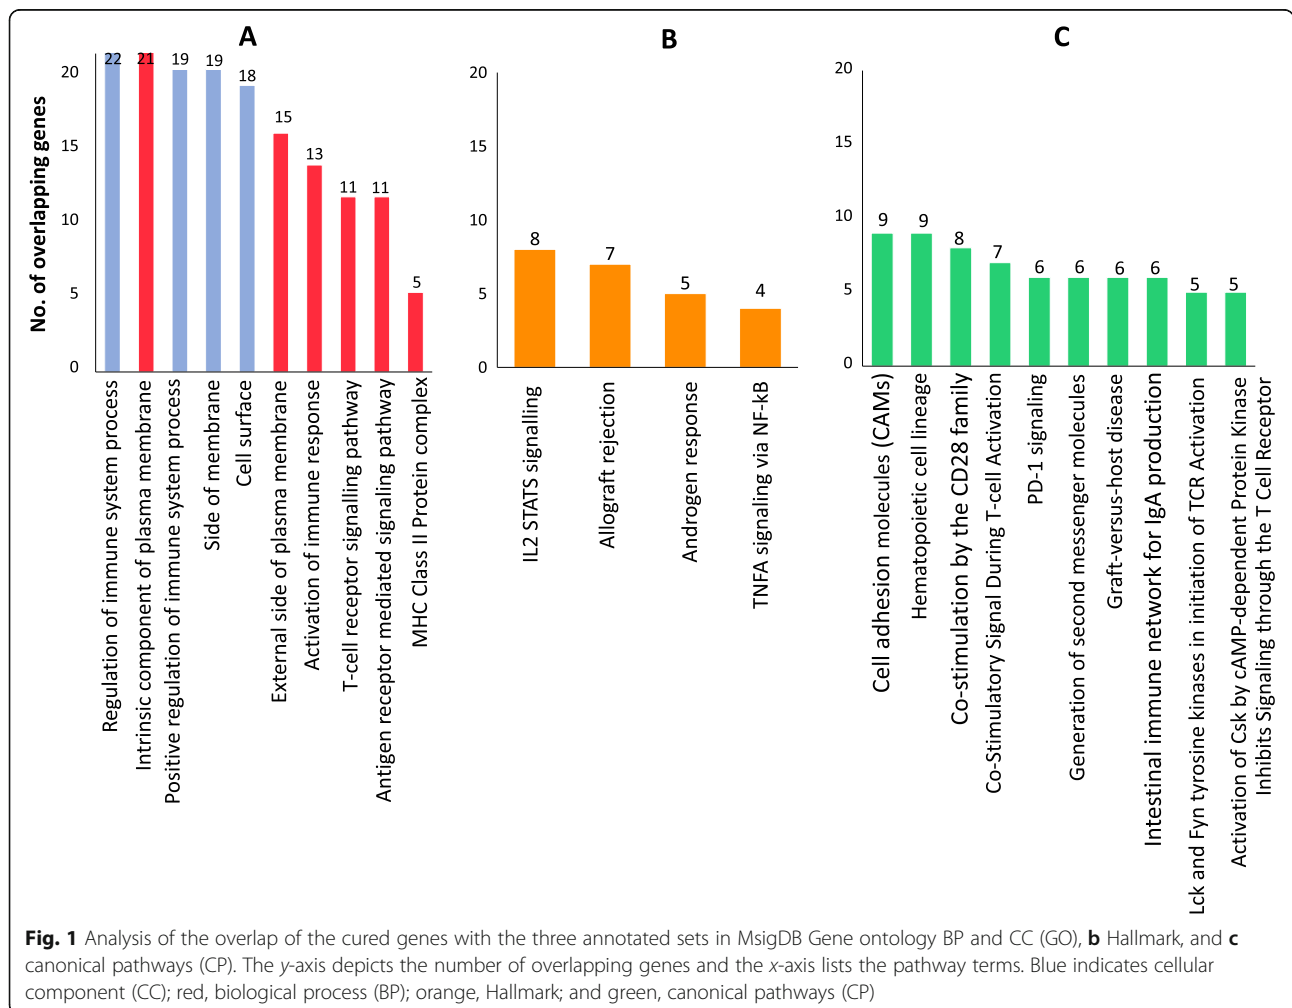 A
B
C
No. of overlapping genes
20
15
10
5
0
22
21
19
19
18
15
13
11
11
5
Regulation of immune system process
Intrinsic component of plasma membrane
Positive regulation of immune system process
Side of membrane
Cell surface
External side of plasma membrane
Activation of immune response
T-cell receptor signalling pathway
Antigen receptor mediated signaling pathway
MHC Class II Protein complex
20
15
10
5
0
8
7
5
4
IL2 STATS signalling
Allograft rejection
Androgen response
TNFA signaling via NF-kB
20
15
10
5
0
9
9
8
7
6
6
6
6
5
5
Cell adhesion molecules (CAMs)
Hematopoietic cell lineage
Co-stimulation by the CD28 family
Co-Stimulatory Signal During T-cell Activation
PD-1 signaling
Generation of second messenger molecules
Graft-versus-host disease
Intestinal immune network for IgA production
Lck and Fyn tyrosine kinases in initiation of TCR Activation
Activation of Csk by cAMP-dependent Protein Kinase
Inhibits Signaling through the T Cell Receptor
Fig. 1 Analysis of the overlap of the cured genes with the three annotated sets in MsigDB Gene ontology BP and CC (GO), b Hallmark, and c
canonical pathways (CP). The y-axis depicts the number of overlapping genes and the x-axis lists the pathway terms. Blue indicates cellular
component (CC); red, biological process (BP); orange, Hallmark; and green, canonical pathways (CP)